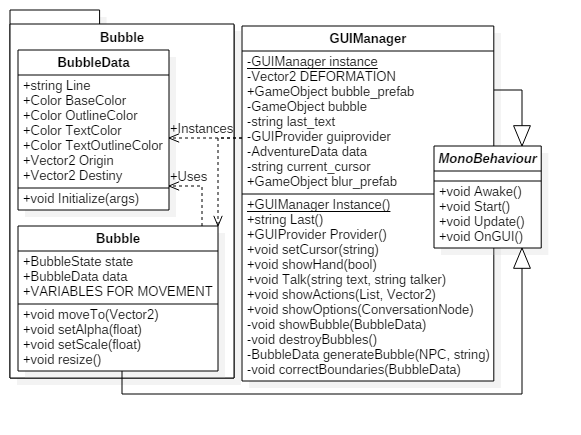 Bubble
BubbleData
+string Line
+Color BaseColor
+Color OutlineColor
+Color TextColor
+Color TextOutlineColor
+Vector2 Origin
+Vector2 Destiny
+void Initialize(args)
+Instances
+Uses
Bubble
+BubbleState state
+BubbleData data
+VARIABLES FOR MOVEMENT
+void moveTo(Vector2)
+void setAlpha(float)
+void setScale(float)
+void resize()
GUIManager
-GUIManager instance
-Vector2 DEFORMATION
+GameObject bubble_prefab
-GameObject bubble
-string last_text
-GUIProvider guiprovider
-AdventureData data
-string current_cursor
+GameObject blur_prefab
+GUIManager Instance()
+string Last()
+GUIProvider Provider()
+void setCursor(string)
+void showHand(bool)
+void Talk(string text, string talker)
+void showActions(List, Vector2)
+void showOptions(ConversationNode)
-void showBubble(BubbleData)
-void destroyBubbles()
-BubbleData generateBubble(NPC, string)
-void correctBoundaries(BubbleData)
MonoBehaviour
+void Awake()
+void Start()
+void Update()
+void OnGUI()